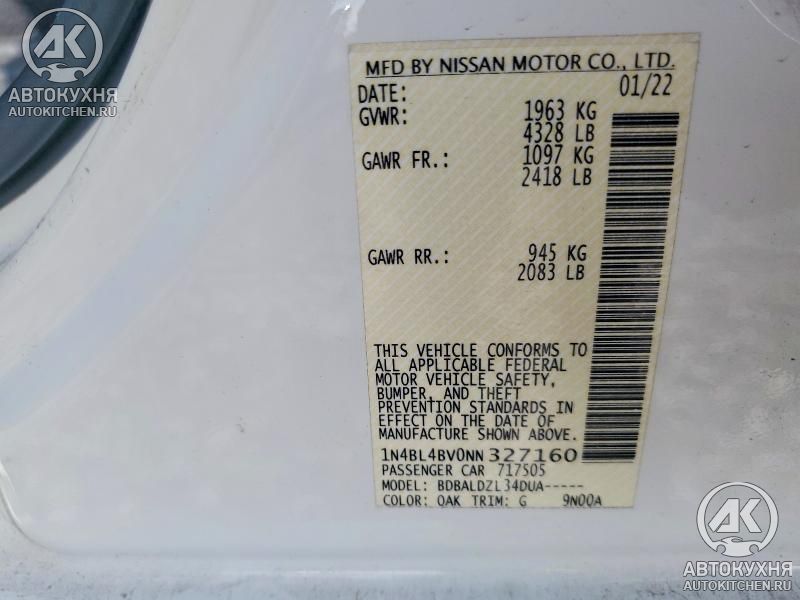 АК
АВТОКУХНЯ
AUTOKITCHEN.RU
MFD BY NISSAN MOTOR CO., LTD.
DATE: 01/22
GVWR: 1963 KG
4328 LB
GAWR FR.: 1097 KG
2418 LB
GAWR RR.: 945 KG
2083 LB
THIS VEHICLE CONFORMS TO
ALL APPLICABLE FEDERAL
MOTOR VEHICLE SAFETY,
BUMPER, AND THEFT
PREVENTION STANDARDS IN
EFFECT ON THE DATE OF
MANUFACTURE SHOWN ABOVE.
1N4BL4BV0NN327160
PASSENGER CAR 717505
MODEL: BDBALDZL34DUA-----
COLOR: QAK TRIM: G 9N00A
АК
АВТОКУХНЯ
AUTOKITCHEN.RU